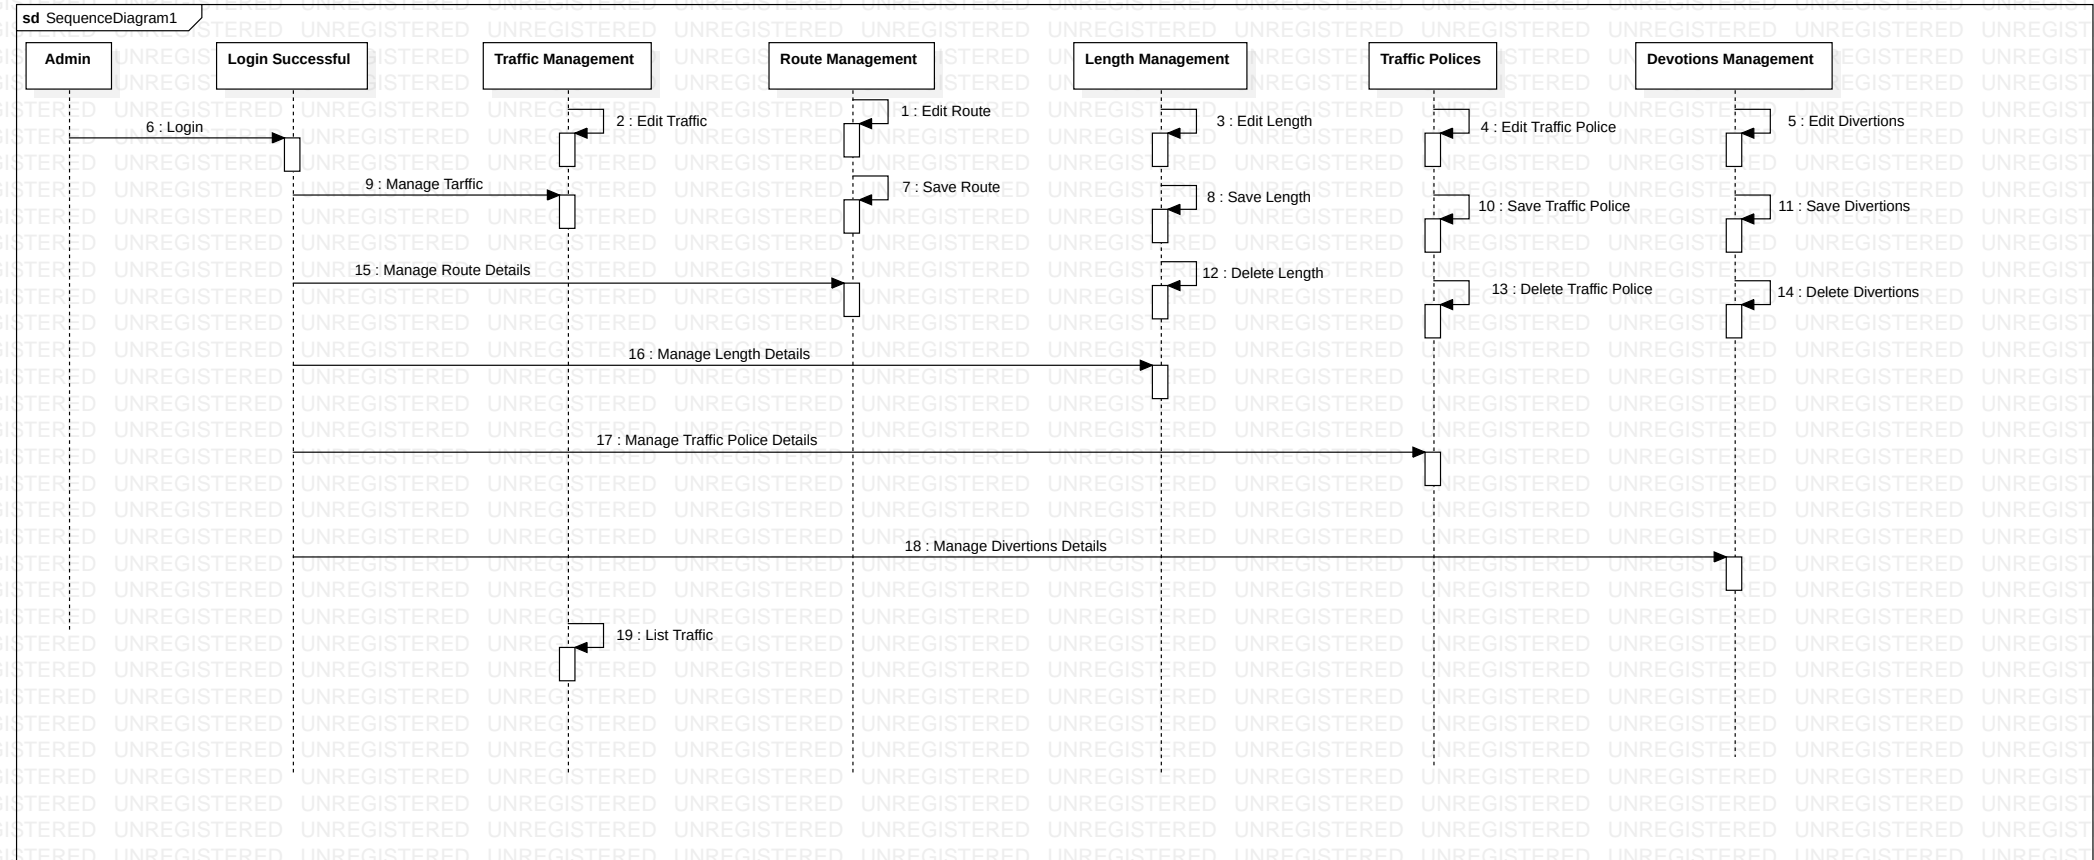 sd SequenceDiagram1
Admin
Login Successful
Traffic Management
Route Management
Length Management
Traffic Polices
Devotions Management
1 : Edit Route
2 : Edit Traffic
3 : Edit Length
4 : Edit Traffic Police
5 : Edit Divertions
6 : Login
7 : Save Route
8 : Save Length
9 : Manage Tarffic
10 : Save Traffic Police
11 : Save Divertions
12 : Delete Length
13 : Delete Traffic Police
14 : Delete Divertions
15 : Manage Route Details
16 : Manage Length Details
17 : Manage Traffic Police Details
18 : Manage Divertions Details
19 : List Traffic
UNREGISTERED